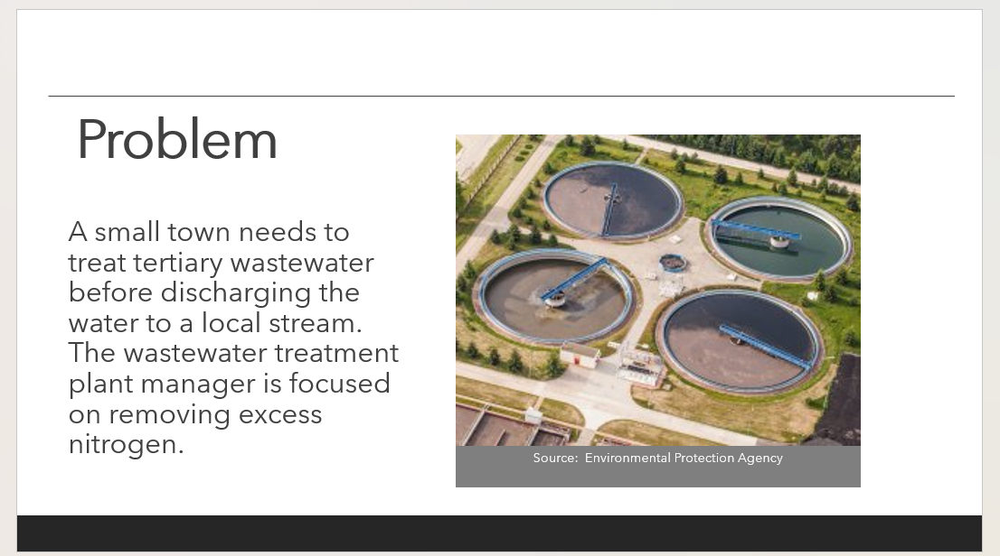 Problem
A small town needs to
treat tertiary wastewater
before discharging the
water to a local stream.
The wastewater treatment
plant manager is focused
on removing excess
nitrogen.
Source:  Environmental Protection Agency